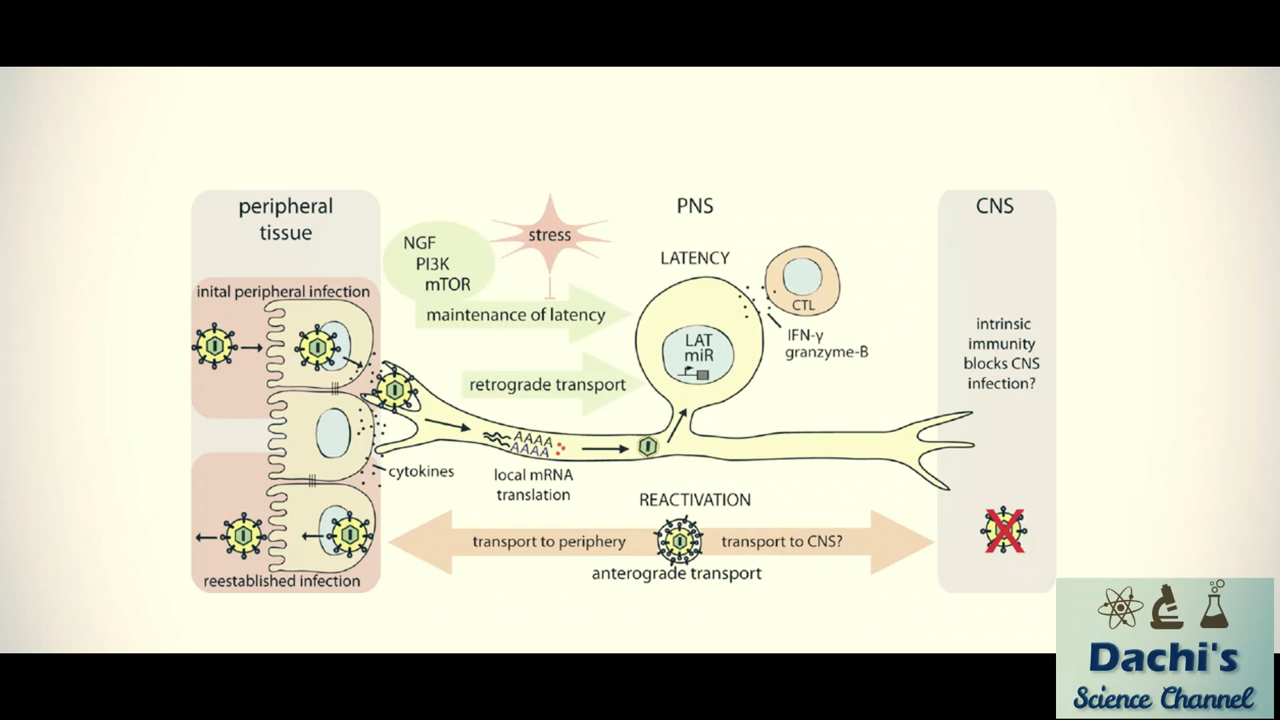 peripheral
tissue
inital peripheral infection
reestablished infection
NGF
PI3K
mTOR
stress
maintenance of latency
retrograde transport
cytokines
AAAA
AAAA
local mRNA
translation
PNS
LATENCY
LAT
miR
CTL
IFN-γ
granzyme-B
REACTIVATION
transport to periphery
transport to CNS?
anterograde transport
CNS
intrinsic
immunity
blocks CNS
infection?
Dachi's
Science Channel